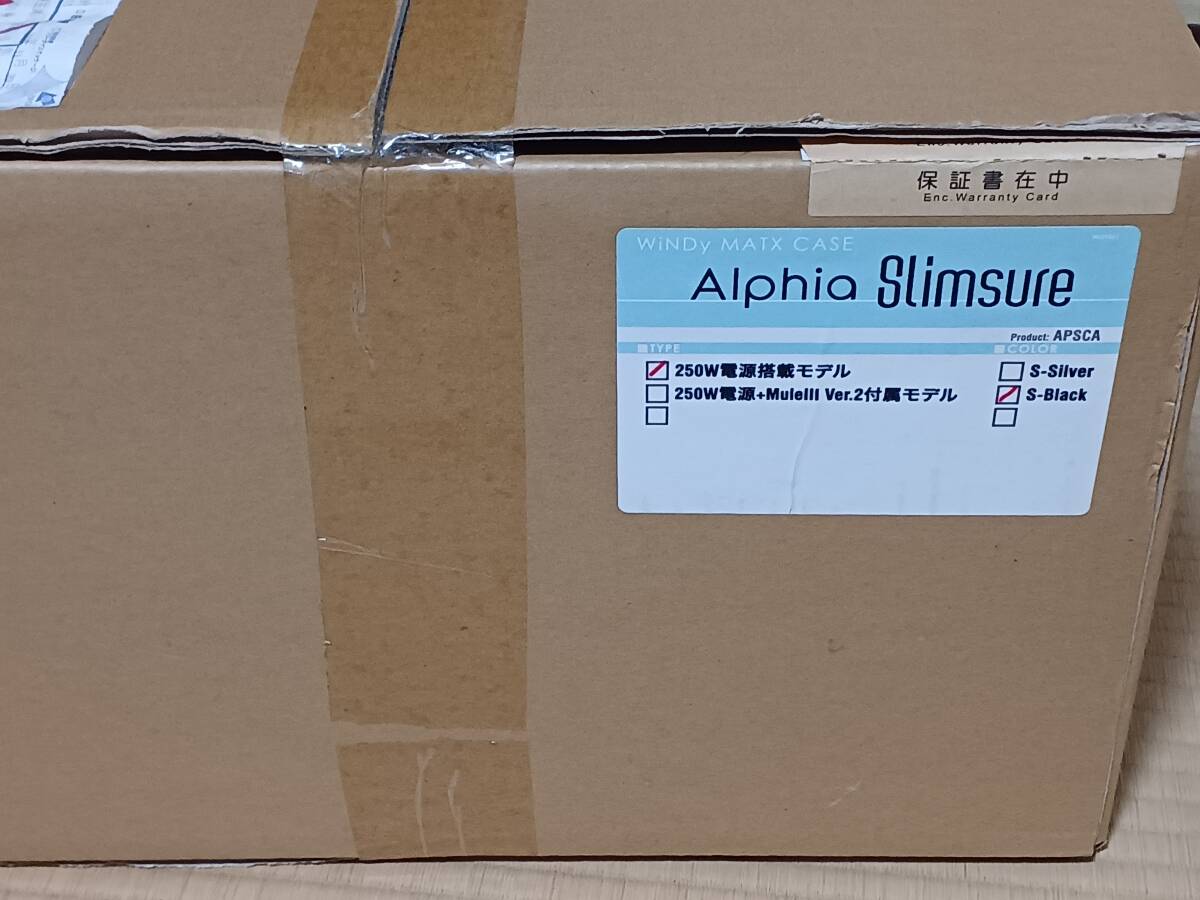 保証書在中
Enc. Warranty Card
WiNDy MATX CASE
Alphia Slimsure
Product: APSCA
TYPE
COLOR
250W電源搭載モデル
S-Silver
250W電源+MuleIII Ver.2付属モデル
S-Black